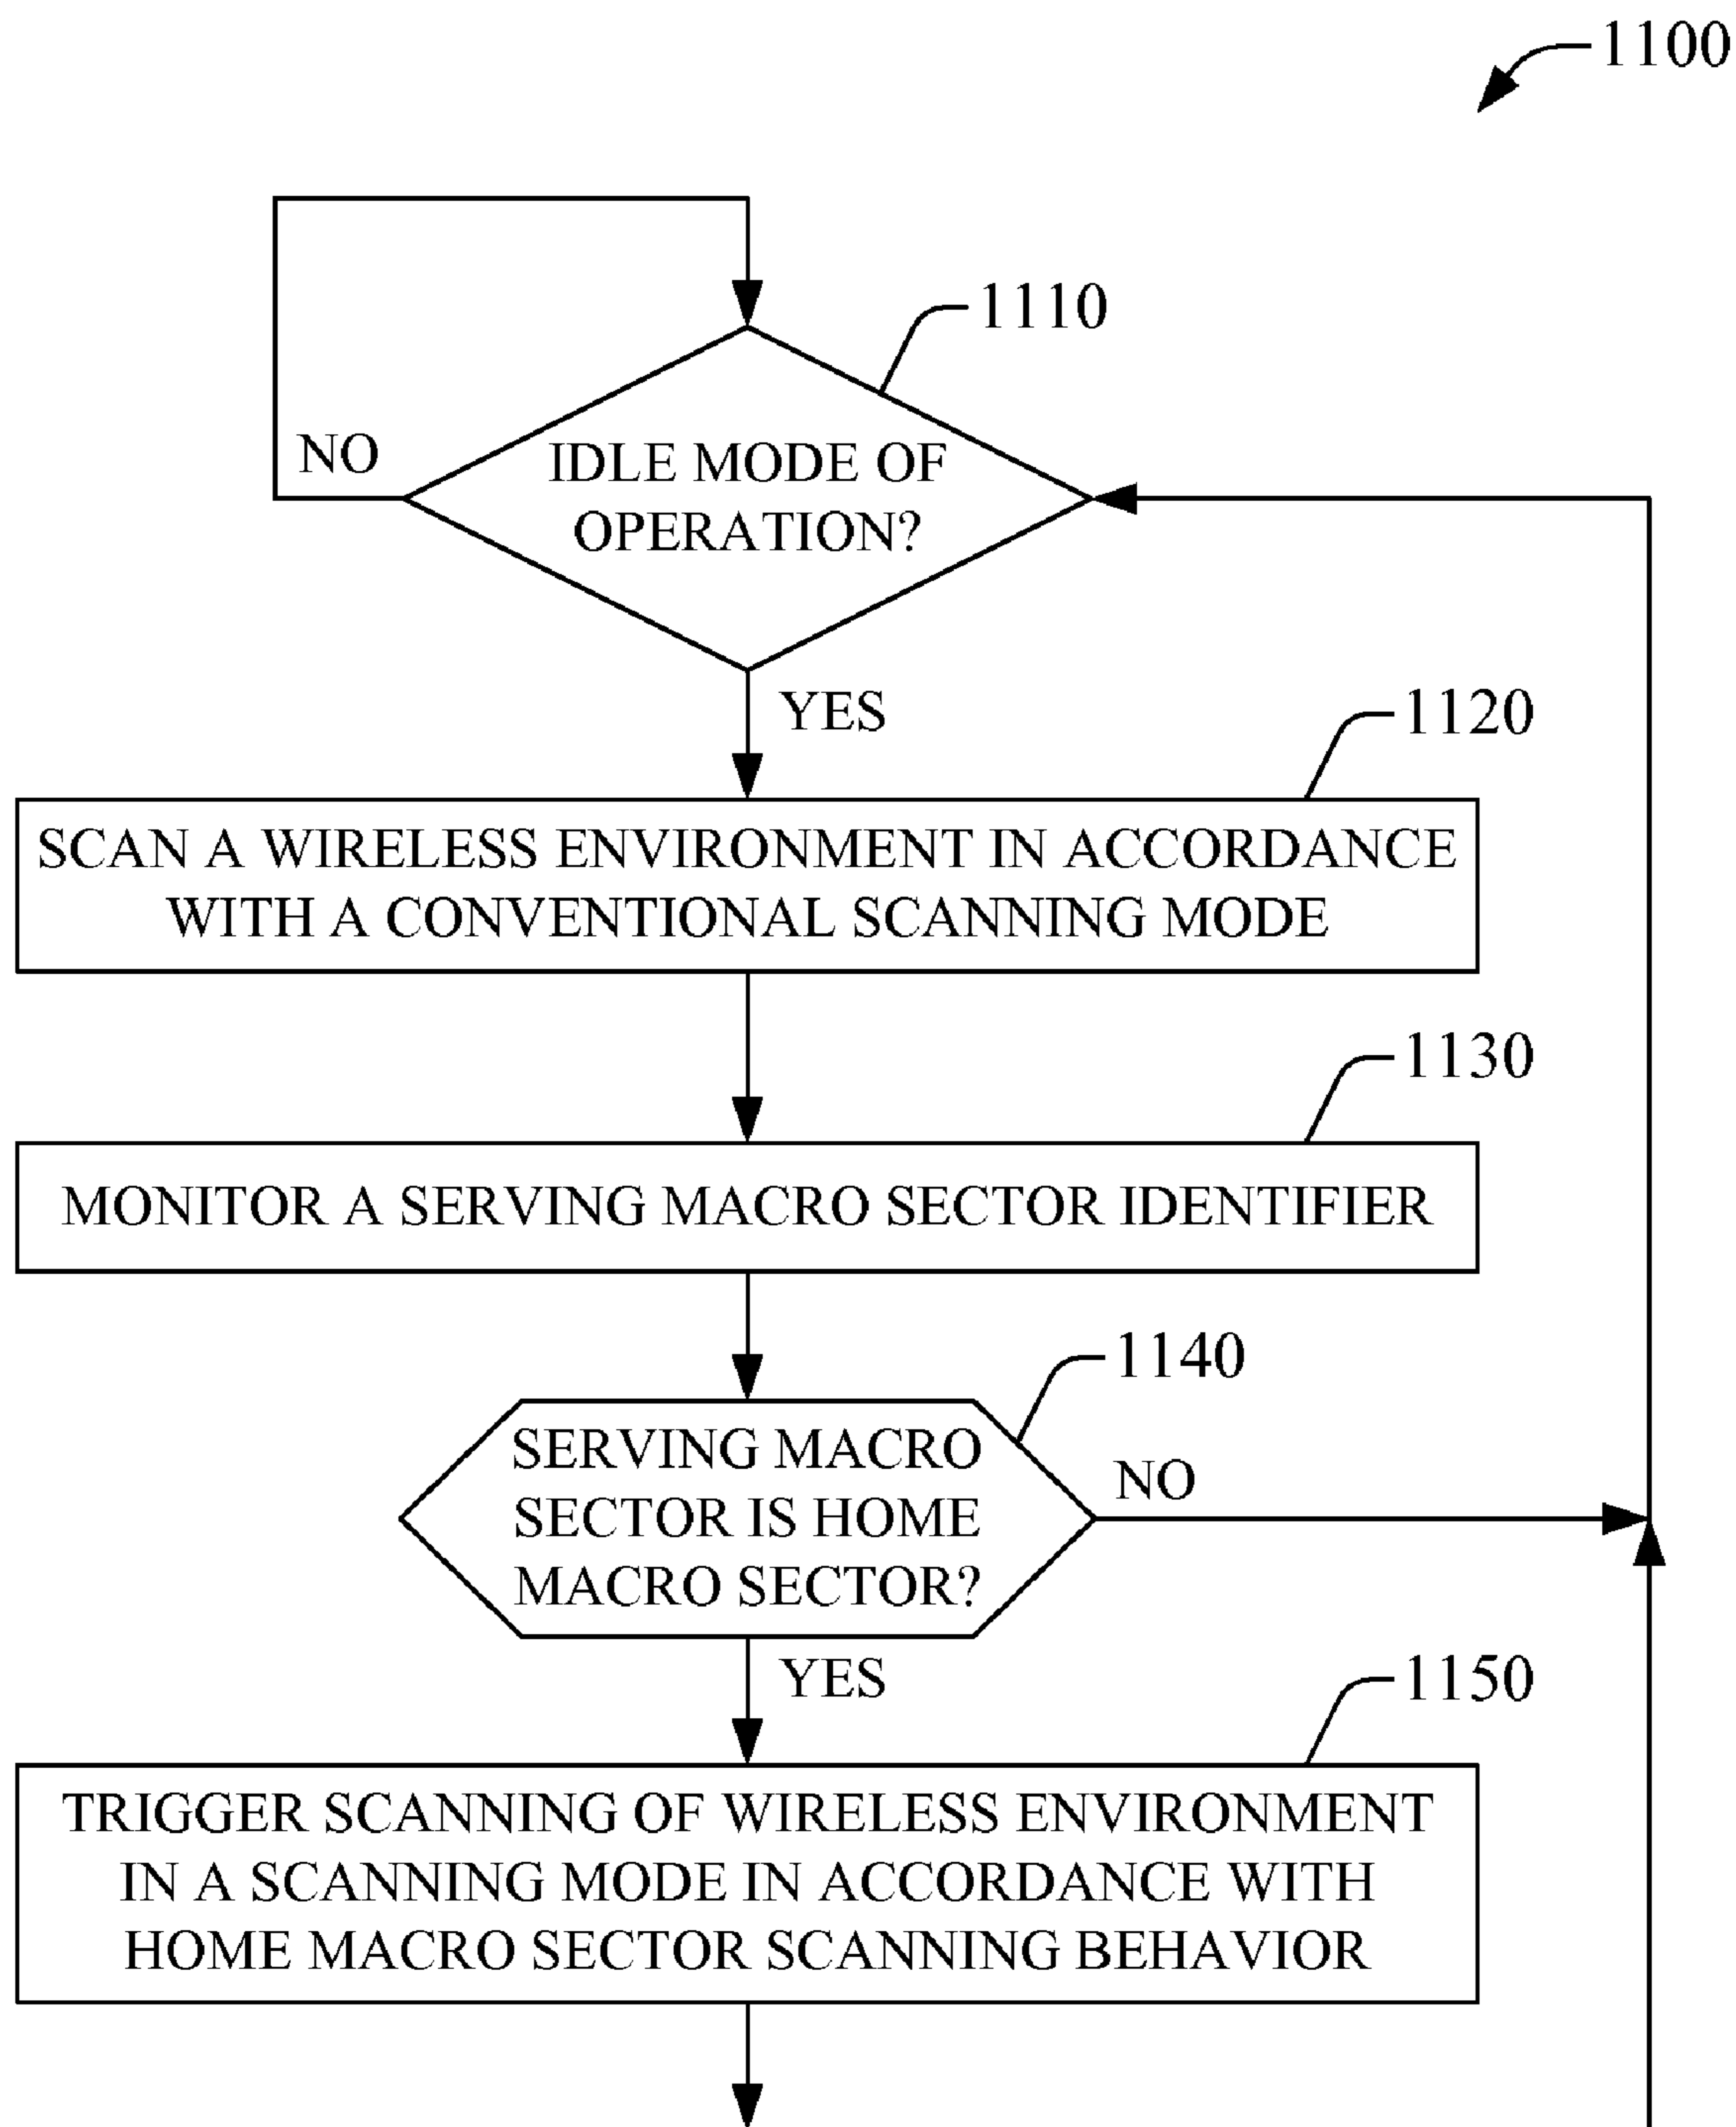 1100
1110
NO
IDLE MODE OF
OPERATION?
YES
1120
SCAN A WIRELESS ENVIRONMENT IN ACCORDANCE
WITH A CONVENTIONAL SCANNING MODE
1130
MONITOR A SERVING MACRO SECTOR IDENTIFIER
1140
SERVING MACRO
SECTOR IS HOME
MACRO SECTOR?
NO
YES
1150
TRIGGER SCANNING OF WIRELESS ENVIRONMENT
IN A SCANNING MODE IN ACCORDANCE WITH
HOME MACRO SECTOR SCANNING BEHAVIOR